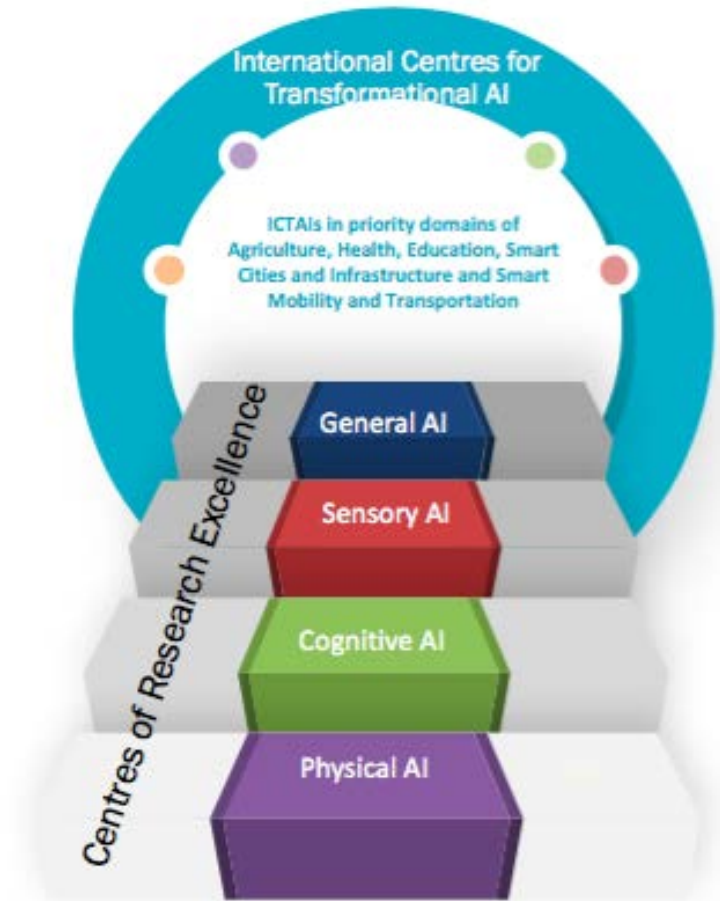 International Centres for
Transformational AI
ICTAIs in priority domains of
Agriculture, Health, Education, Smart
Cities and Infrastructure and Smart
Mobility and Transportation
General AI
Sensory AI
Cognitive AI
Physical AI
Centres of Research Excellence